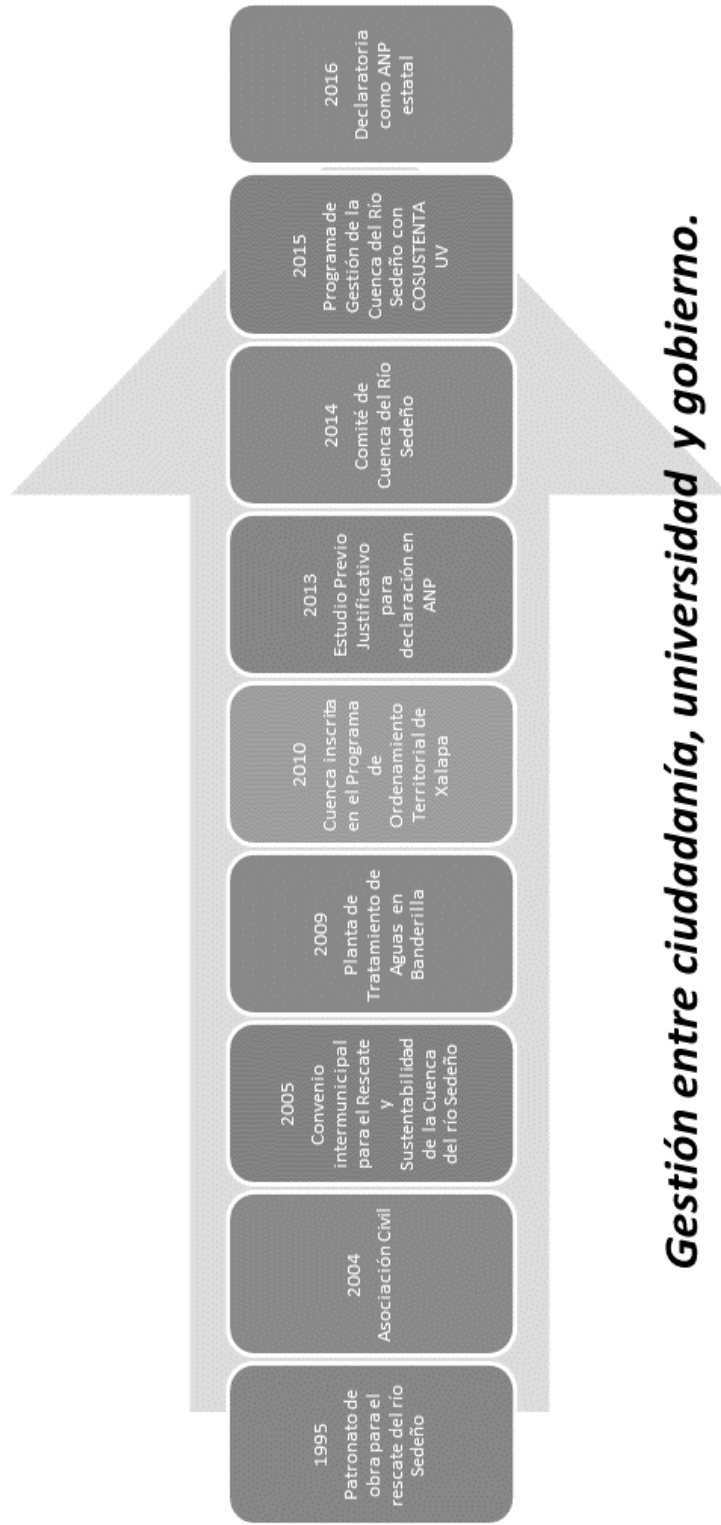 1995
Patronato de
obra para el
rescate del río
Sedeño
2004
Asociación Civil
2005
Convenio
intermunicipal
para el Rescate
y
Sustentabilidad
de la Cuenca
del río Sedeño
2009
Planta de
Tratamiento de
Aguas en
Banderilla
2010
Cuenca inscrita
en el Programa
de
Ordenamiento
Territorial de
Xalapa
2013
Estudio Previo
Justificativo
para
declaración en
ANP
2014
Comité de
Cuenca del Río
Sedeño
2015
Programa de
Gestión de la
Cuenca del Río
Sedeño con
COSUSTENTA
UV
2016
Declaratoria
como ANP
estatal
Gestión entre ciudadanía, universidad y gobierno.